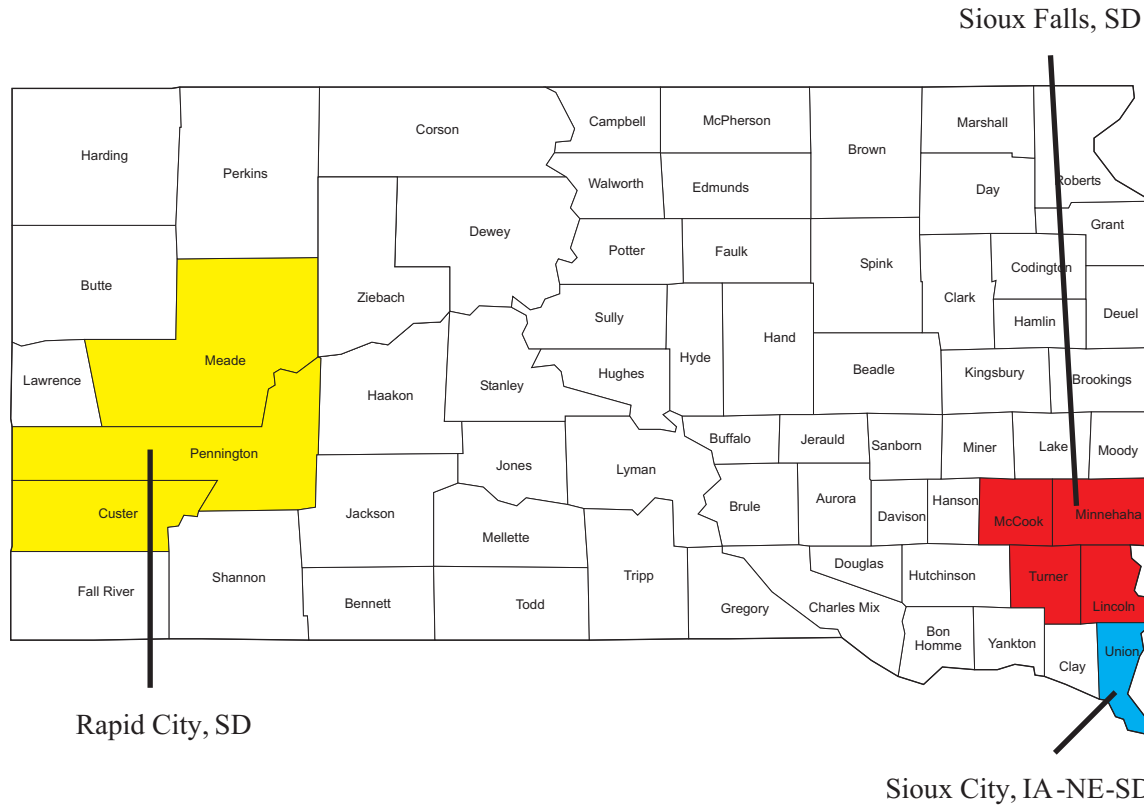 Sioux Falls, SD
Campbell
McPherson
Marshall
Corson
Brown
Harding
Perkins
Walworth
Edmunds
Day
Roberts
Dewey
Grant
Potter
Faulk
Spink
Codington
Butte
Ziebach
Clark
Sully
Deuel
Hamlin
Hand
Meade
Hyde
Lawrence
Hughes
Beadle
Kingsbury
Brookings
Stanley
Haakon
Buffalo
Jerauld
Sanborn
Miner
Lake
Moody
Pennington
Jones
Lyman
Aurora
Hanson
Brule
Custer
Jackson
Davison
McCook
Minnehaha
Mellette
Douglas
Hutchinson
Turner
Shannon
Tripp
Fall River
Bennett
Todd
Gregory
Charles Mix
Lincoln
Bon
Homme
Yankton
Union
Clay
Rapid City, SD
Sioux City, IA-NE-SD